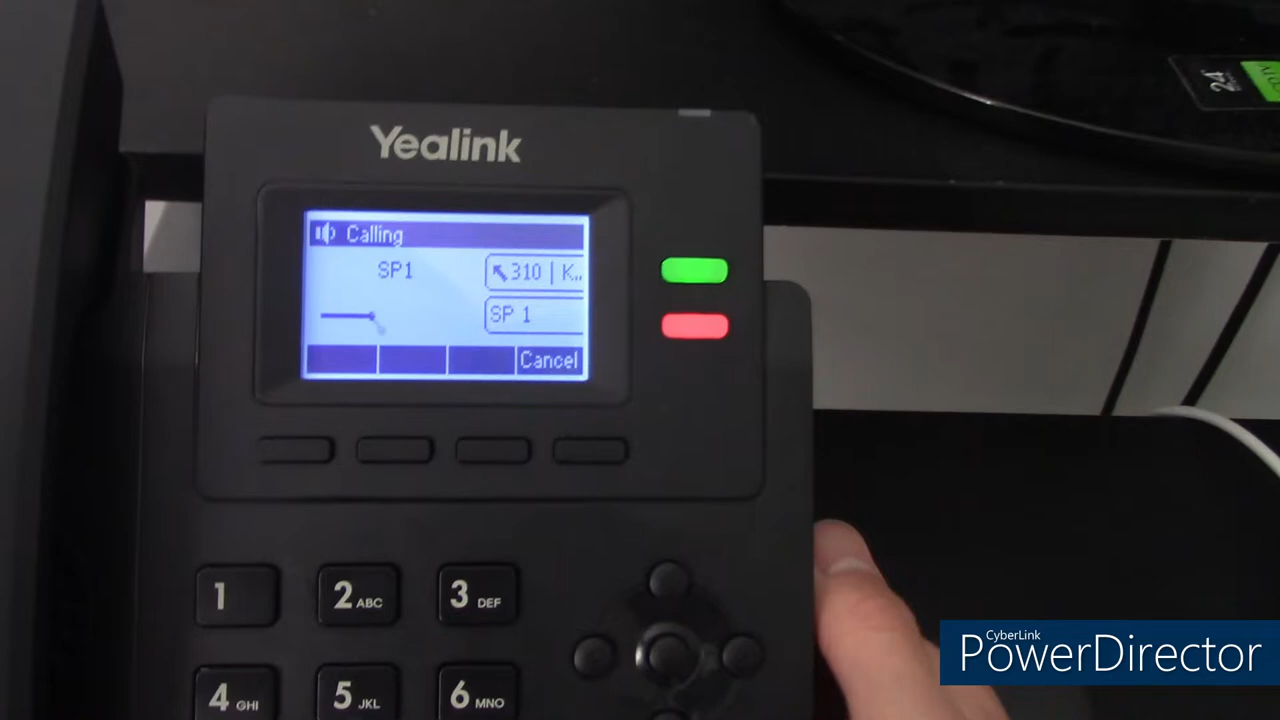 24
Yealink
Calling
SP1
310 | K..
SP 1
Cancel
1
2 ABC
3 DEF
4 GHI
5 JKL
6 MNO
CyberLink
PowerDirector